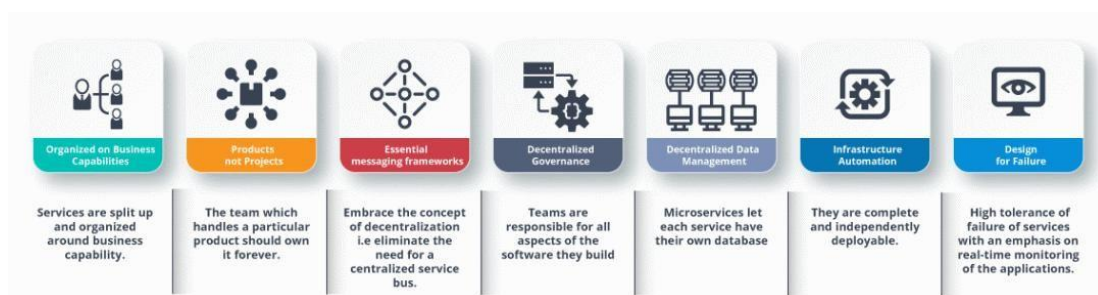 Organized on Business
Capabilities
Products
not Projects
Essential
messaging frameworks
Decentralized
Governance
Decentralized Data
Management
Infrastructure
Automation
Design
for Failure
Services are split up
and organized
around business
capability.
The team which
handles a particular
product should own
it forever.
Embrace the concept
of decentralization
i.e eliminate the
need for a
centralized service
bus.
Teams are
responsible for all
aspects of the
software they build
Microservices let
each service have
their own database
They are complete
and independently
deployable.
High tolerance of
failure of services
with an emphasis on
real-time monitoring
of the applications.